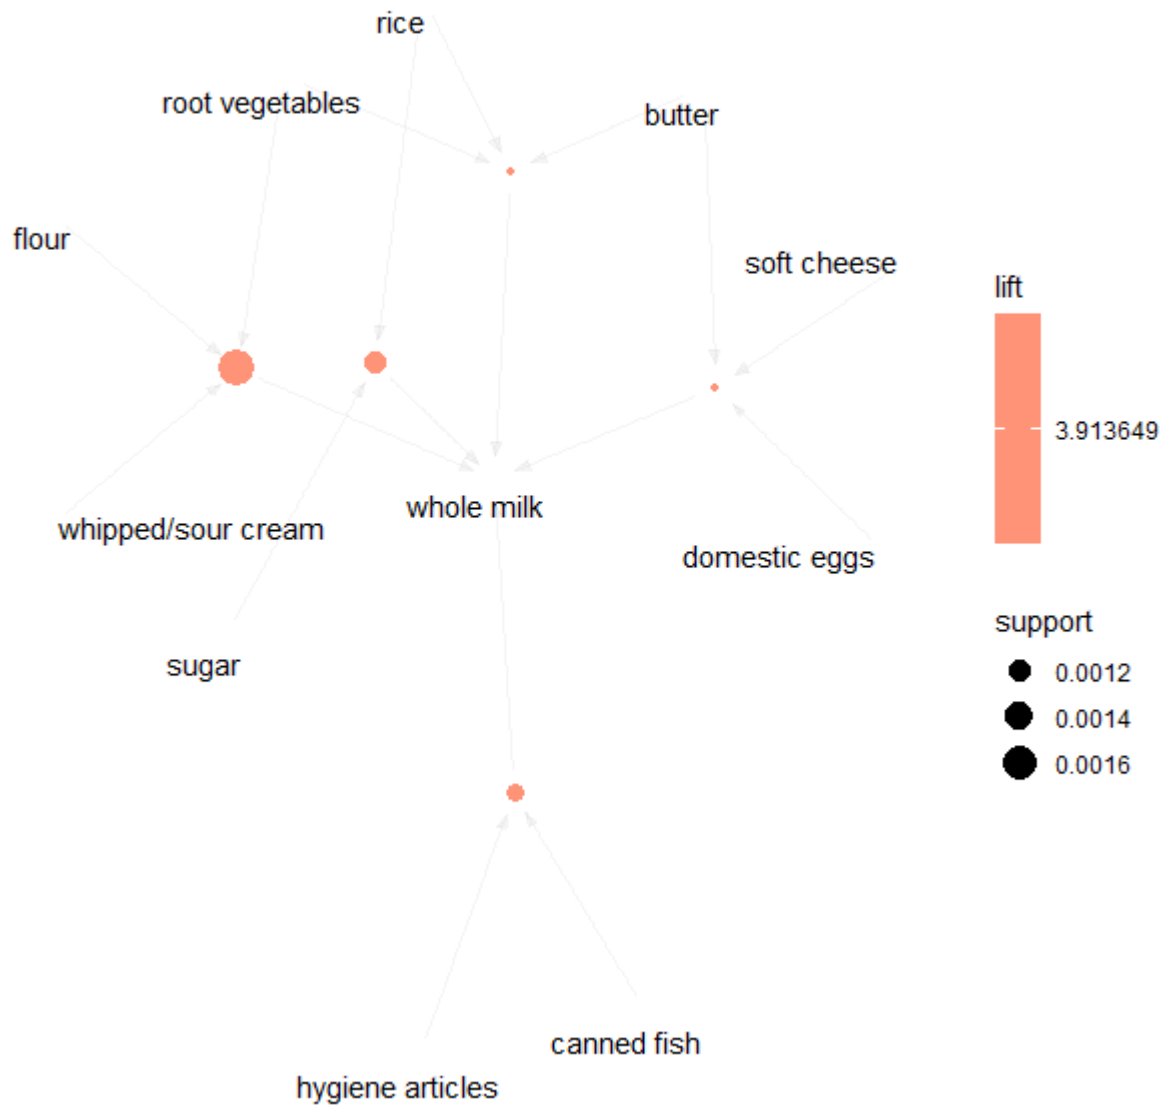 rice
root vegetables
butter
flour
soft cheese
lift
3.913649
whole milk
whipped/sour cream
domestic eggs
support
0.0012
0.0014
0.0016
sugar
canned fish
hygiene articles